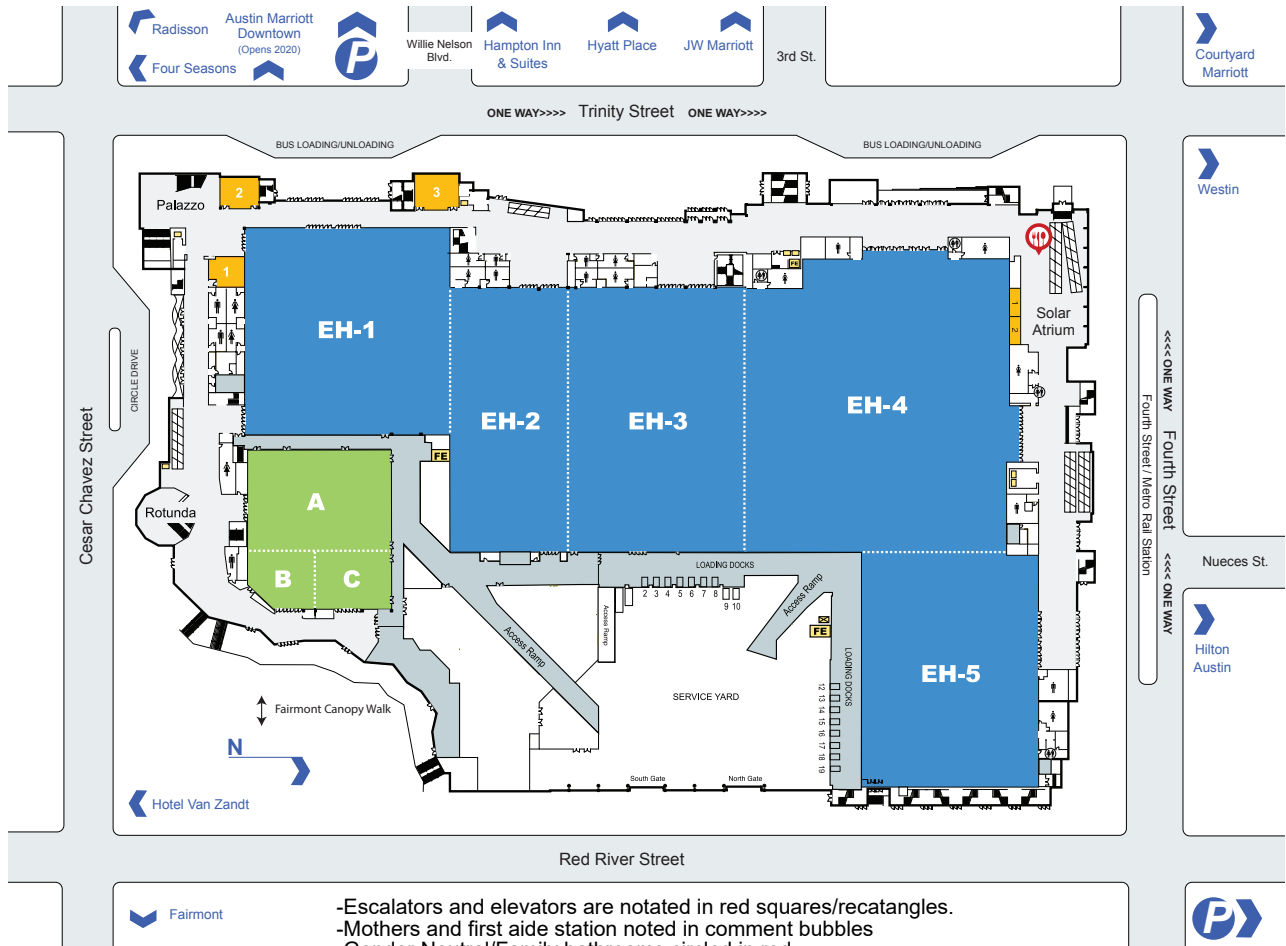 Radisson
Austin Marriott
Downtown
(Opens 2020)
Four Seasons
P
Willie Nelson
Blvd.
Hampton Inn
& Suites
Hyatt Place
JW Marriott
3rd St.
Courtyard
Marriott
ONE WAY>>>> Trinity Street ONE WAY>>>>
BUS LOADING/UNLOADING
BUS LOADING/UNLOADING
Westin
Palazzo
2
3
1
FE
EH-1
EH-2
EH-3
EH-4
1
2
Solar
Atrium
CIRCLE DRIVE
Cesar Chavez Street
<<<< ONE WAY
Fourth Street
<<<< ONE WAY
Fourth Street / Metro Rail Station
FE
A
B
C
Rotunda
LOADING DOCKS
2 3 4 5 6 7 8
9 10
Access Ramp
Access Ramp
Access Ramp
FE
LOADING DOCKS
12
13
14
15
16
17
18
19
EH-5
Nueces St.
Hilton
Austin
SERVICE YARD
Fairmont Canopy Walk
N
South Gate
North Gate
Hotel Van Zandt
Red River Street
Fairmont
P
-Escalators and elevators are notated in red squares/recatangles.
-Mothers and first aide station noted in comment bubbles
-Gender Neutral/Family bathrooms circled in red